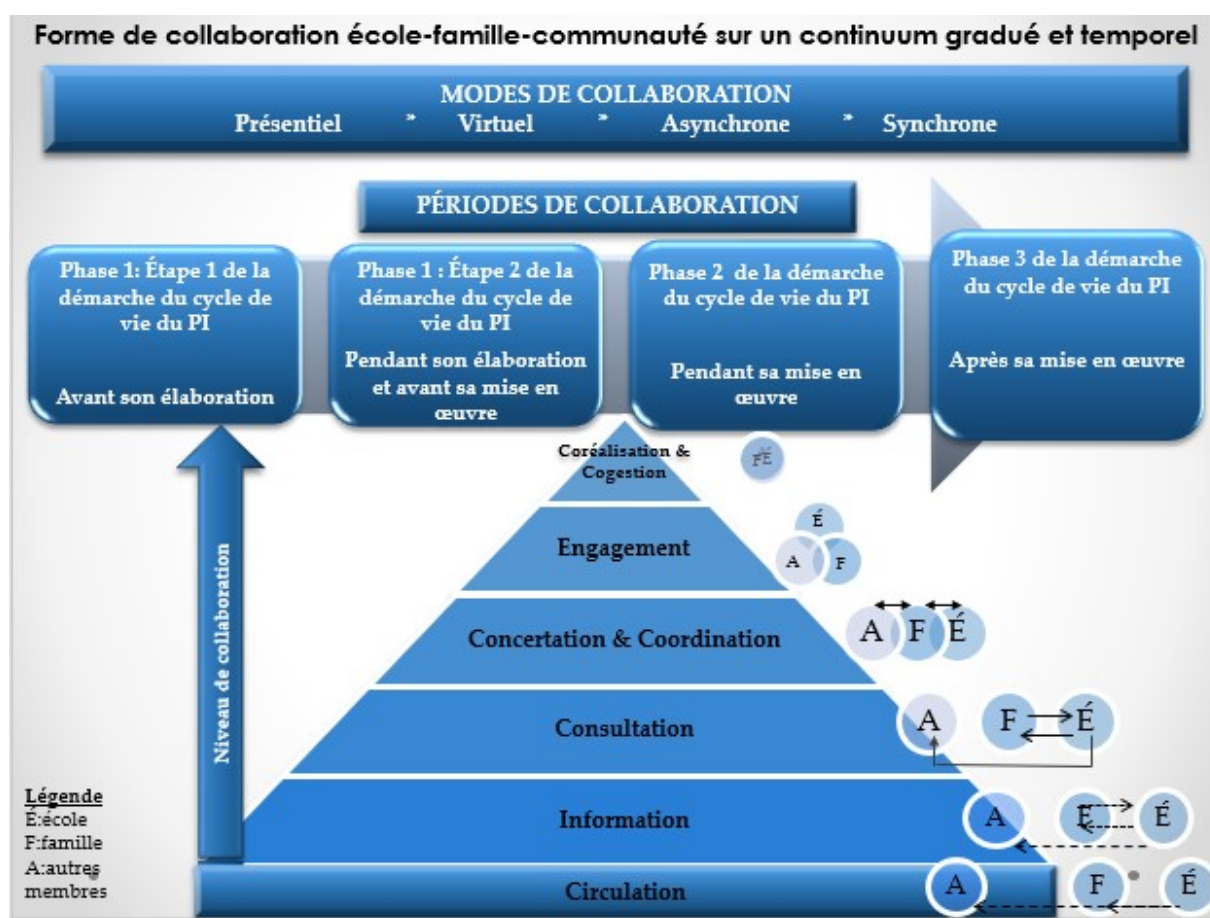 Forme de collaboration école-famille-communauté sur un continuum gradué et temporel
MODES DE COLLABORATION
Présentiel * Virtuel * Asynchrone * Synchrone
PÉRIODES DE COLLABORATION
Phase 1: Étape 1 de la
démarche du cycle de
vie du PI
Avant son élaboration
Phase 1 : Étape 2 de la
démarche du cycle de
vie du PI
Pendant son élaboration
et avant sa mise en
œuvre
Phase 2 de la démarche
du cycle de vie du PI
Pendant sa mise en
œuvre
Phase 3 de la démarche
du cycle de vie du PI
Après sa mise en œuvre
Niveau de collaboration
Coréalisation &
Cogestion
Engagement
É
A F
Concertation & Coordination
A F É
Consultation
A F É
Information
A F É
Circulation
A F É
Légende
É:école
F:famille
A:autres
membres